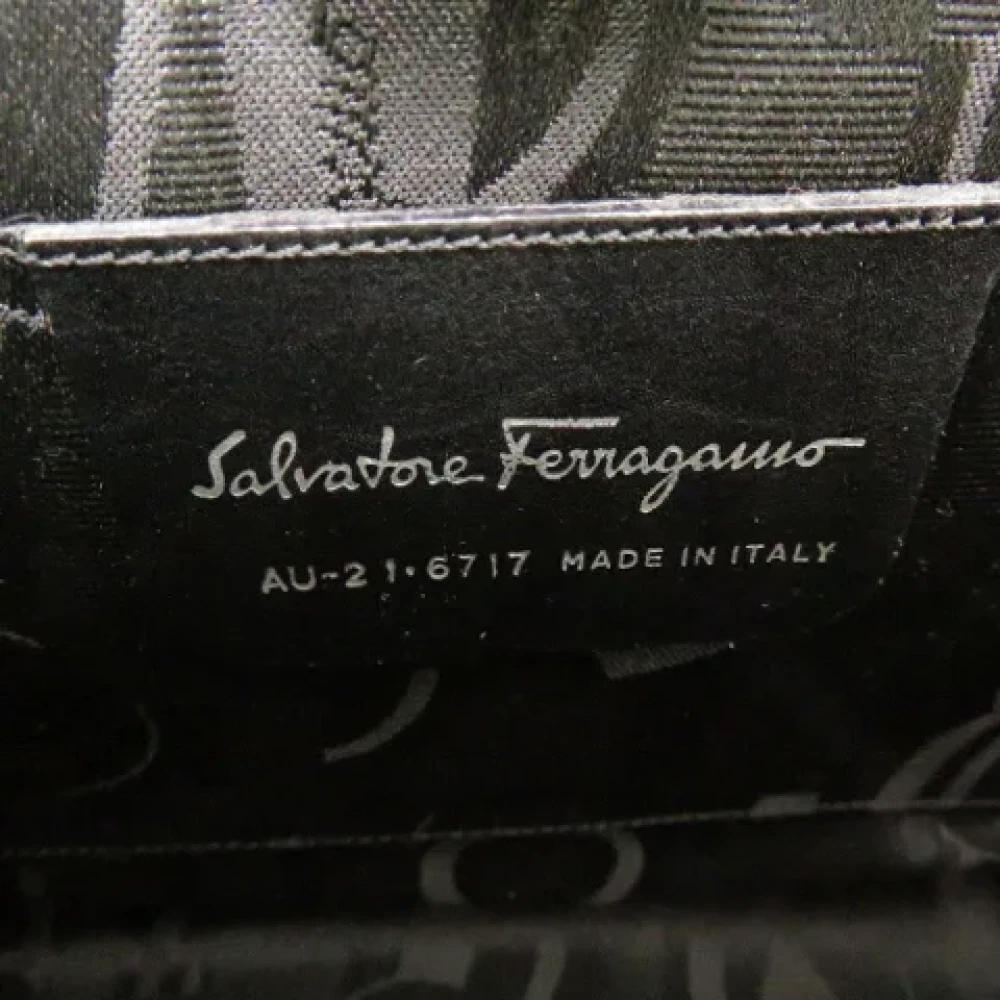 Salvatore Ferragamo
AU-21·6717 MADE IN ITALY